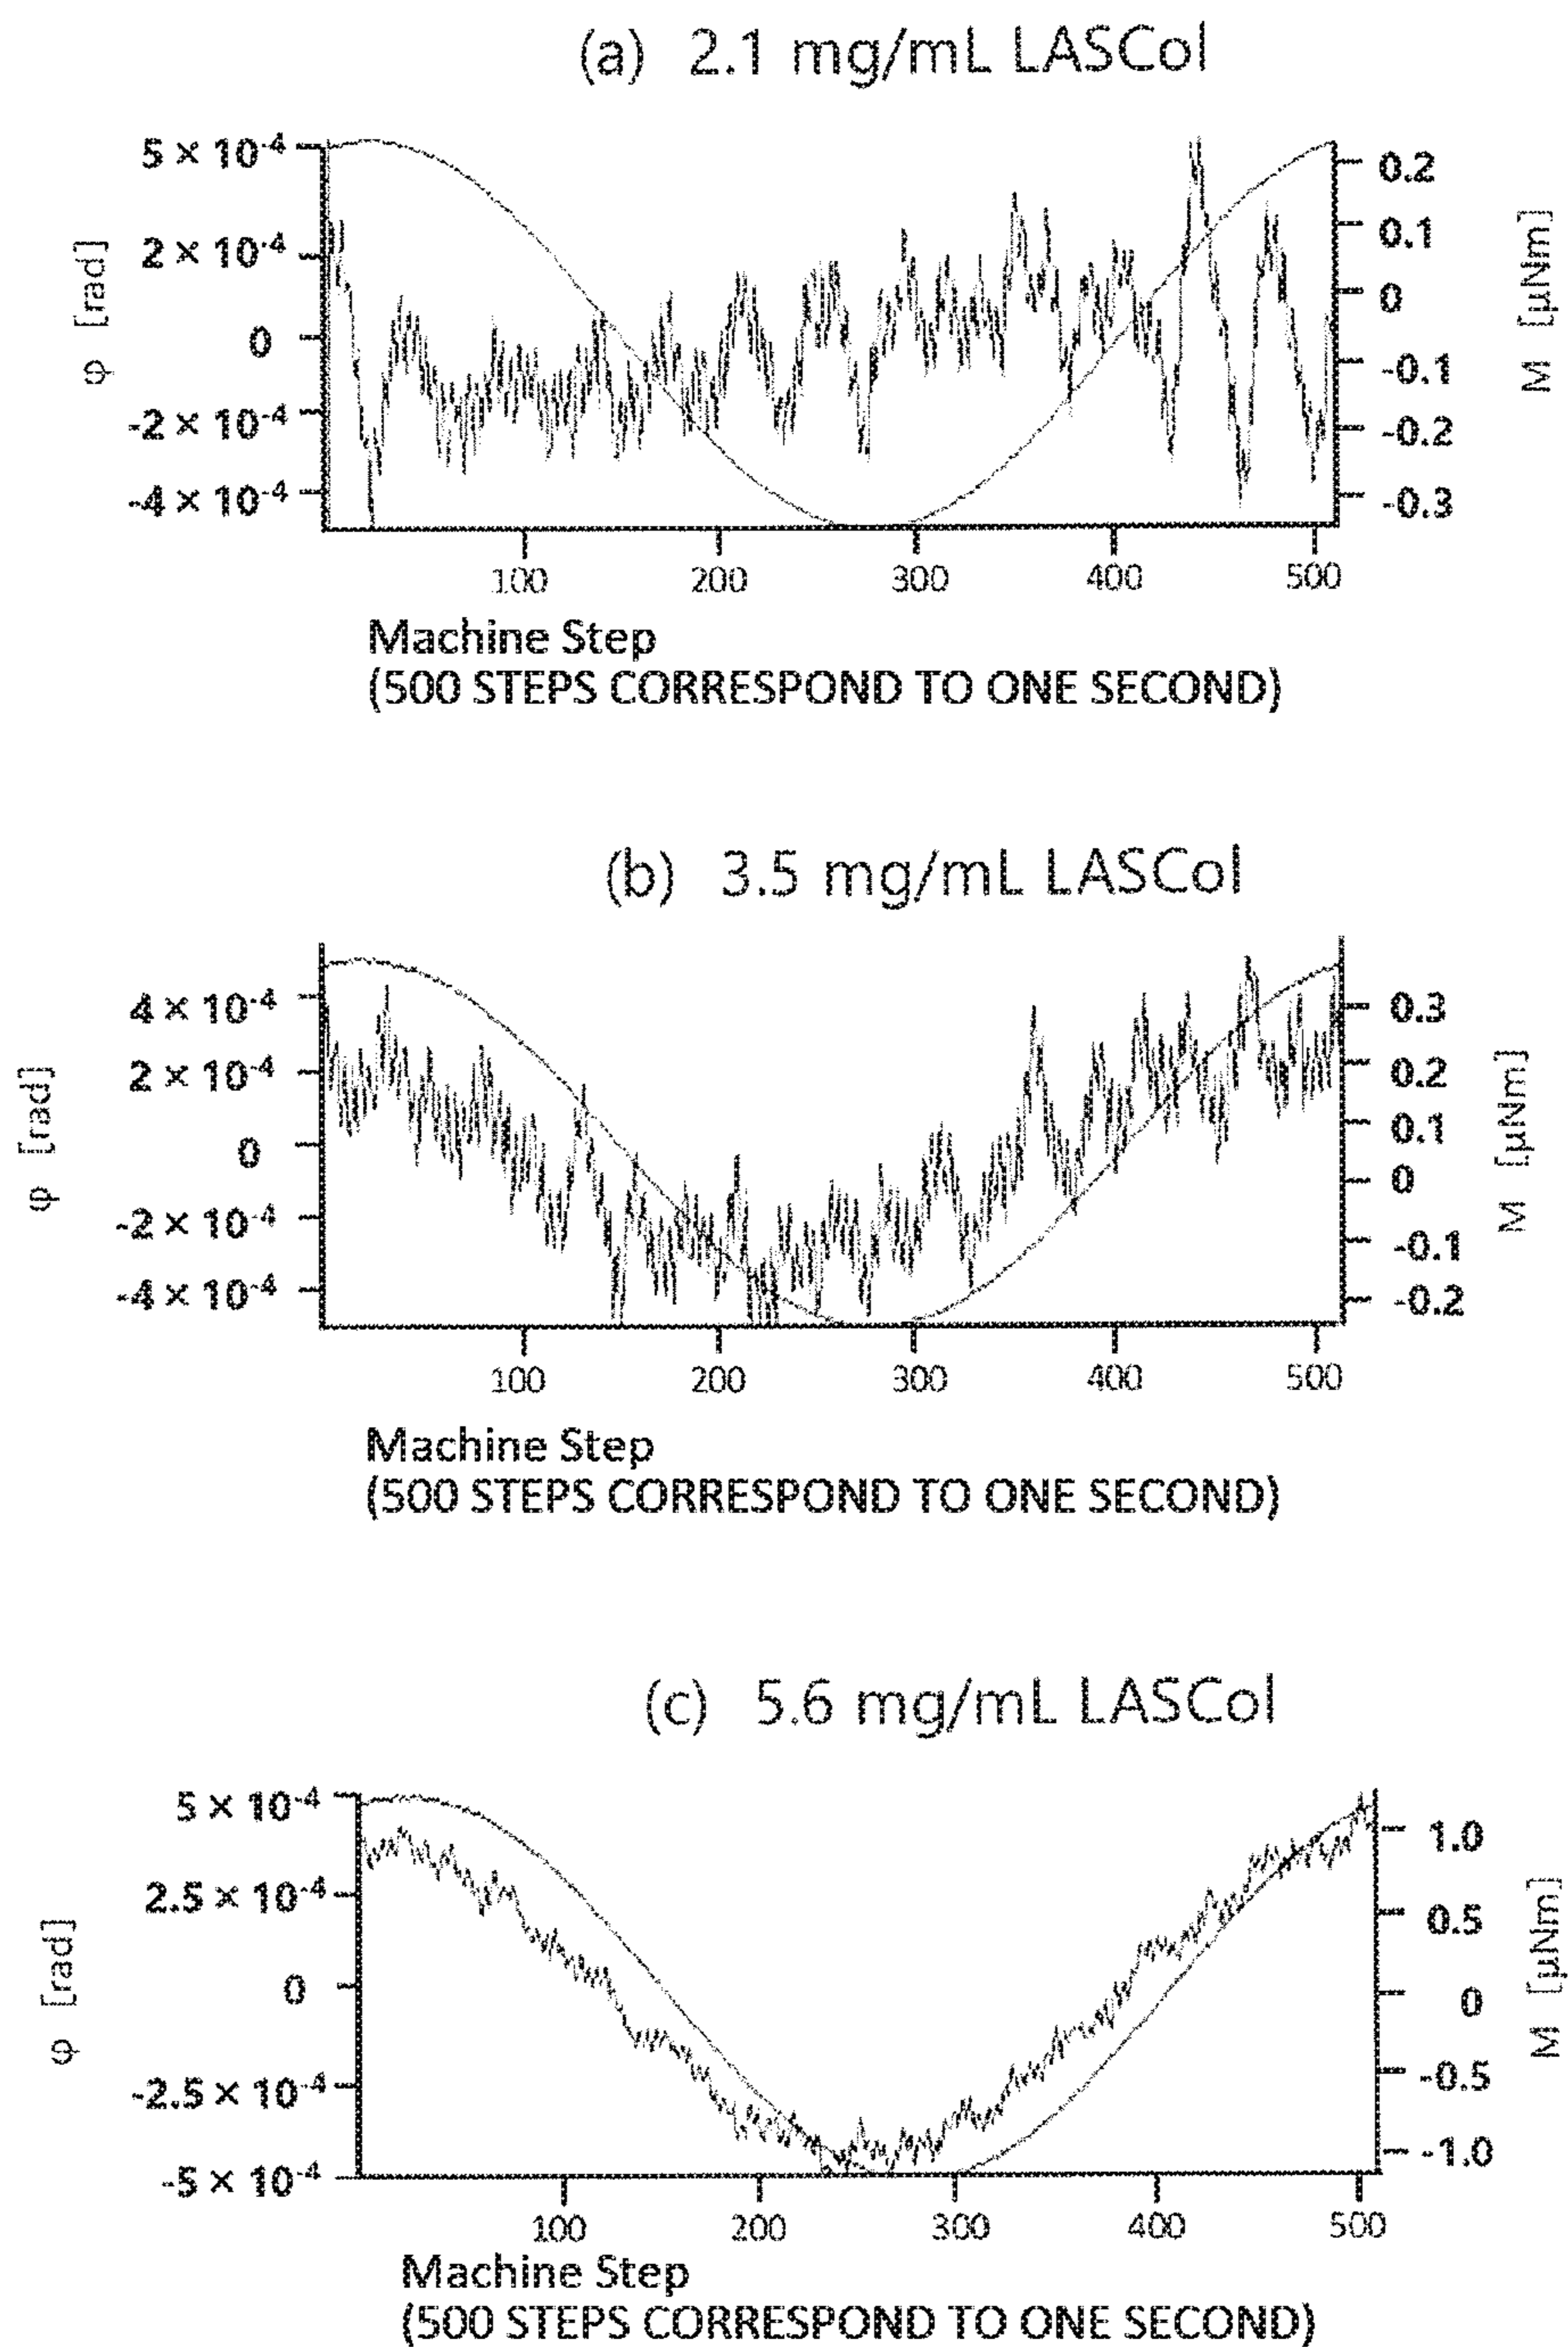 (a) 2.1 mg/mL LASCol
5 × 10-4
2 × 10-4
0
-2 × 10-4
-4 × 10-4
φ [rad]
0.2
0.1
0
-0.1
-0.2
-0.3
M [μNm]
100 200 300 400 500
Machine Step
(500 STEPS CORRESPOND TO ONE SECOND)
(b) 3.5 mg/mL LASCol
4 × 10-4
2 × 10-4
0
-2 × 10-4
-4 × 10-4
φ [rad]
0.3
0.2
0.1
0
-0.1
-0.2
M [μNm]
100 200 300 400 500
Machine Step
(500 STEPS CORRESPOND TO ONE SECOND)
(c) 5.6 mg/mL LASCol
5 × 10-4
2.5 × 10-4
0
-2.5 × 10-4
-5 × 10-4
φ [rad]
1.0
0.5
0
-0.5
-1.0
M [μNm]
100 200 300 400 500
Machine Step
(500 STEPS CORRESPOND TO ONE SECOND)